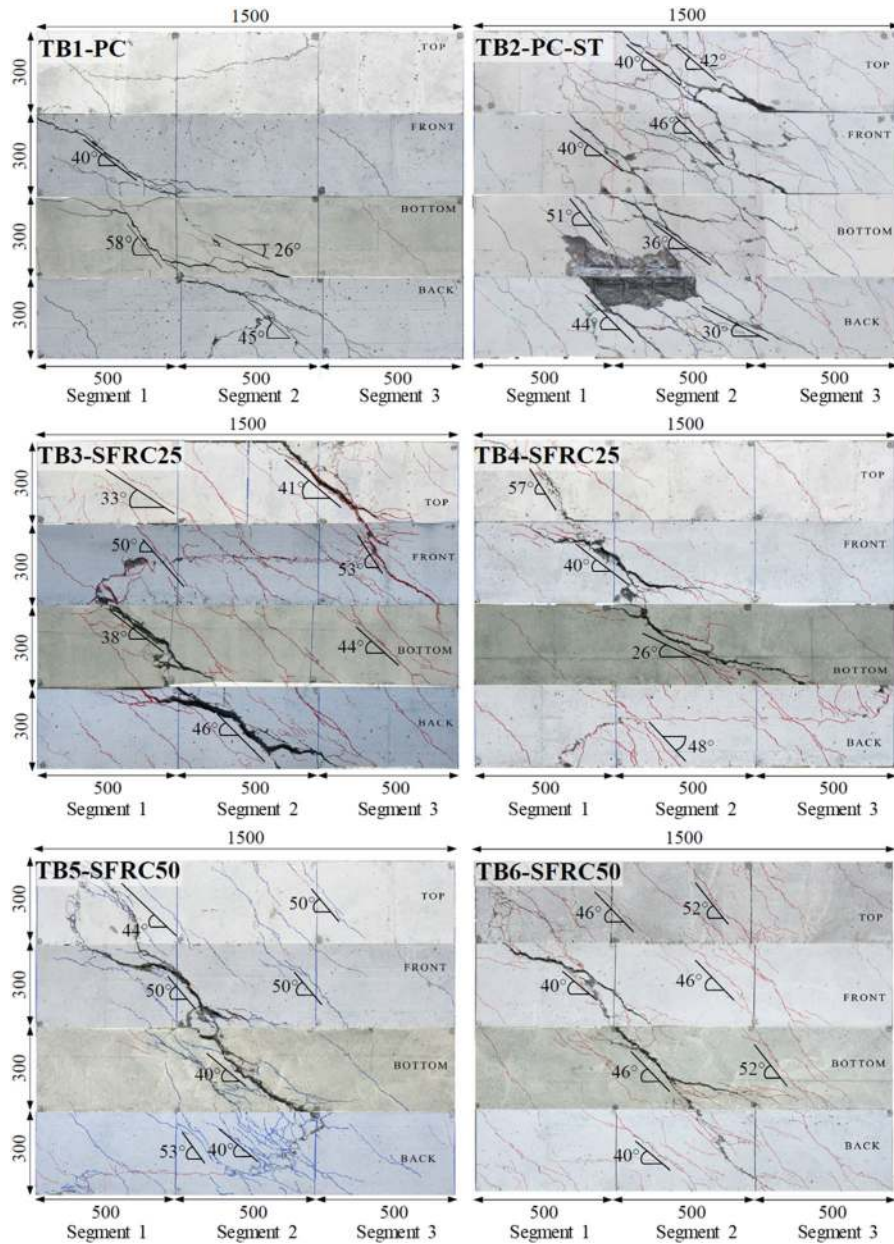 1500
TB1-PC
TOP
300
FRONT
40°
300
BOTTOM
58°
26°
300
BACK
45°
300
500
500
500
Segment 1
Segment 2
Segment 3
1500
TB2-PC-ST
40°
42°
TOP
46°
FRONT
40°
51°
BOTTOM
36°
44°
30°
BACK
500
500
500
Segment 1
Segment 2
Segment 3
1500
TB3-SFRC25
300
33°
41°
TOP
50°
FRONT
300
53°
38°
44°
BOTTOM
300
BACK
46°
300
500
500
500
Segment 1
Segment 2
Segment 3
1500
TB4-SFRC25
57°
TOP
FRONT
40°
26°
BOTTOM
48°
BACK
500
500
500
Segment 1
Segment 2
Segment 3
1500
TB5-SFRC50
300
44°
50°
TOP
FRONT
300
50°
50°
BOTTOM
300
40°
53°
40°
BACK
300
500
500
500
Segment 1
Segment 2
Segment 3
1500
TB6-SFRC50
46°
52°
TOP
40°
46°
FRONT
46°
52°
BOTTOM
40°
BACK
500
500
500
Segment 1
Segment 2
Segment 3